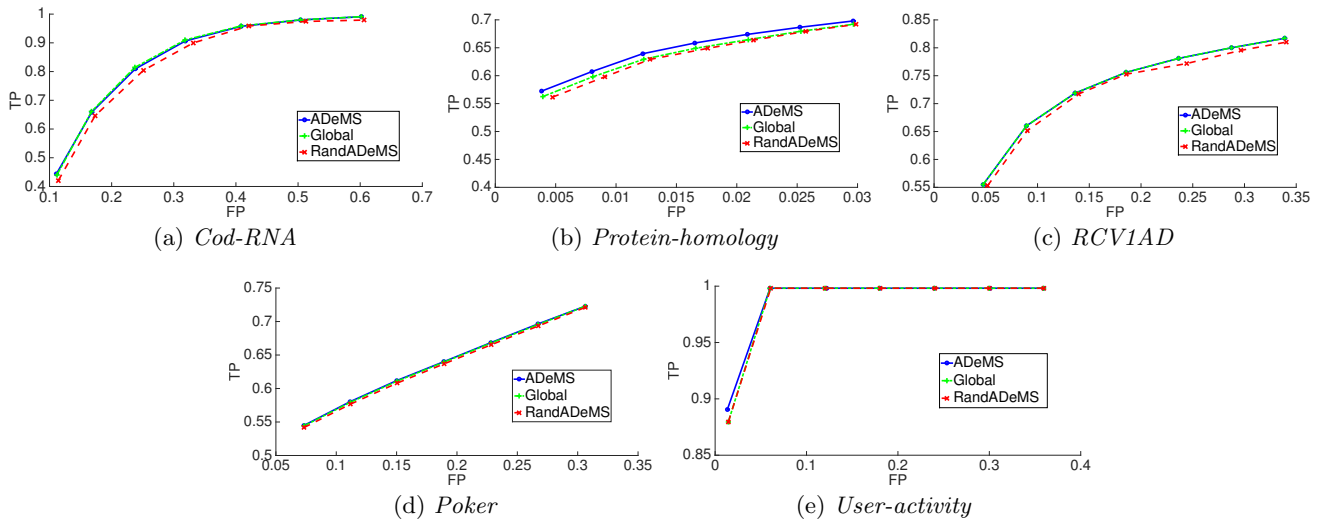 1
0.9
0.8
0.7
0.6
0.5
0.4
TP
0.1 0.2 0.3 0.4 0.5 0.6 0.7
FP
ADeMS
Global
RandADeMS
(a) Cod-RNA
0.7
0.65
0.6
0.55
0.5
0.45
0.4
TP
0 0.005 0.01 0.015 0.02 0.025 0.03
FP
ADeMS
Global
RandADeMS
(b) Protein-homology
0.85
0.8
0.75
0.7
0.65
0.6
0.55
TP
0 0.05 0.1 0.15 0.2 0.25 0.3 0.35
FP
ADeMS
Global
RandADeMS
(c) RCV1AD
0.75
0.7
0.65
0.6
0.55
0.5
TP
0.05 0.1 0.15 0.2 0.25 0.3 0.35
FP
ADeMS
Global
RandADeMS
(d) Poker
1
0.95
0.9
0.85
TP
0 0.1 0.2 0.3 0.4
FP
ADeMS
Global
RandADeMS
(e) User-activity